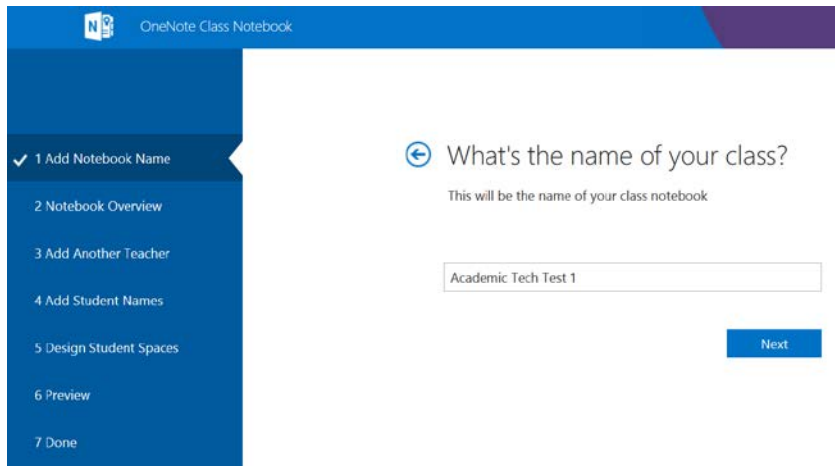 OneNote Class Notebook
1 Add Notebook Name
2 Notebook Overview
3 Add Another Teacher
4 Add Student Names
5 Design Student Spaces
6 Preview
7 Done
What's the name of your class?
This will be the name of your class notebook
Academic Tech Test 1
Next